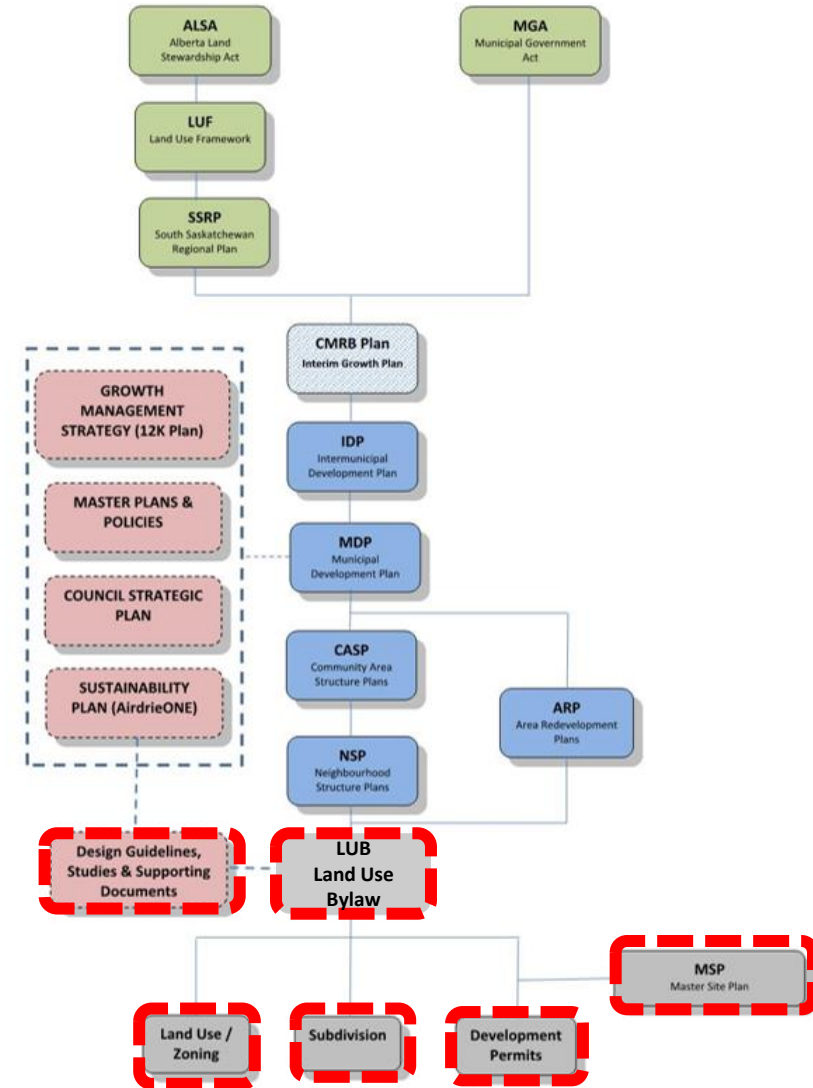 ALSA
Alberta Land
Stewardship Act
MGA
Municipal Government
Act
LUF
Land Use Framework
SSRP
South Saskatchewan
Regional Plan
CMRB Plan
Interim Growth Plan
GROWTH
MANAGEMENT
STRATEGY (12K Plan)
IDP
Intermunicipal
Development Plan
MASTER PLANS &
POLICIES
MDP
Municipal
Development Plan
COUNCIL STRATEGIC
PLAN
CASP
Community Area
Structure Plans
SUSTAINABILITY
PLAN (AirdrieONE)
ARP
Area Redevelopment
Plans
NSP
Neighbourhood
Structure Plans
Design Guidelines,
Studies & Supporting
Documents
LUB
Land Use
Bylaw
MSP
Master Site Plan
Land Use /
Zoning
Subdivision
Development
Permits